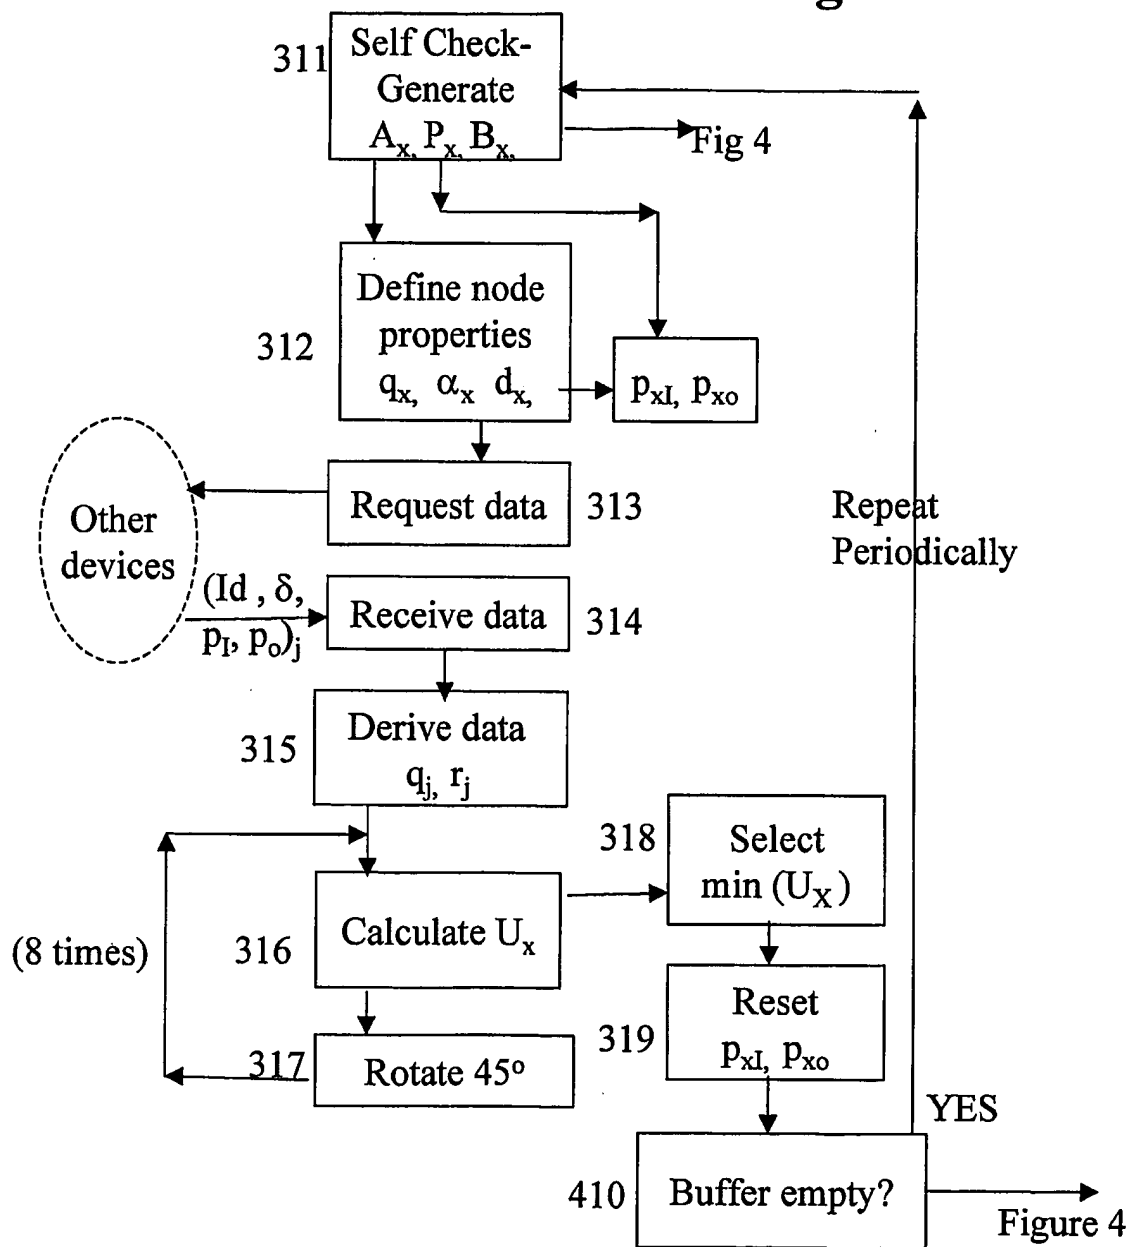 311
Self Check-
Generate
Aₓ, Pₓ, Bₓ,
Fig 4
312
Define node
properties
qₓ, αₓ dₓ,
pₓI, pₓo
Request data
313
Other
devices
(Id , δ,
pI, po)j
Receive data
314
Repeat
Periodically
315
Derive data
qj, rj
318
Select
min (UX)
(8 times)
316
Calculate Uₓ
319
Reset
pₓI, pₓo
317
Rotate 45º
YES
410
Buffer empty?
Figure 4